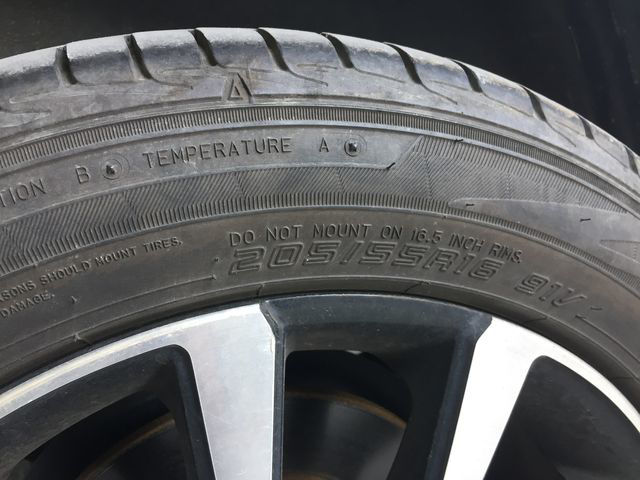 TION B TEMPERATURE A
DO NOT MOUNT ON 16.5 INCH RIMS.
205/55R16 91V
SONS SHOULD MOUNT TIRES.
DAMAGE.